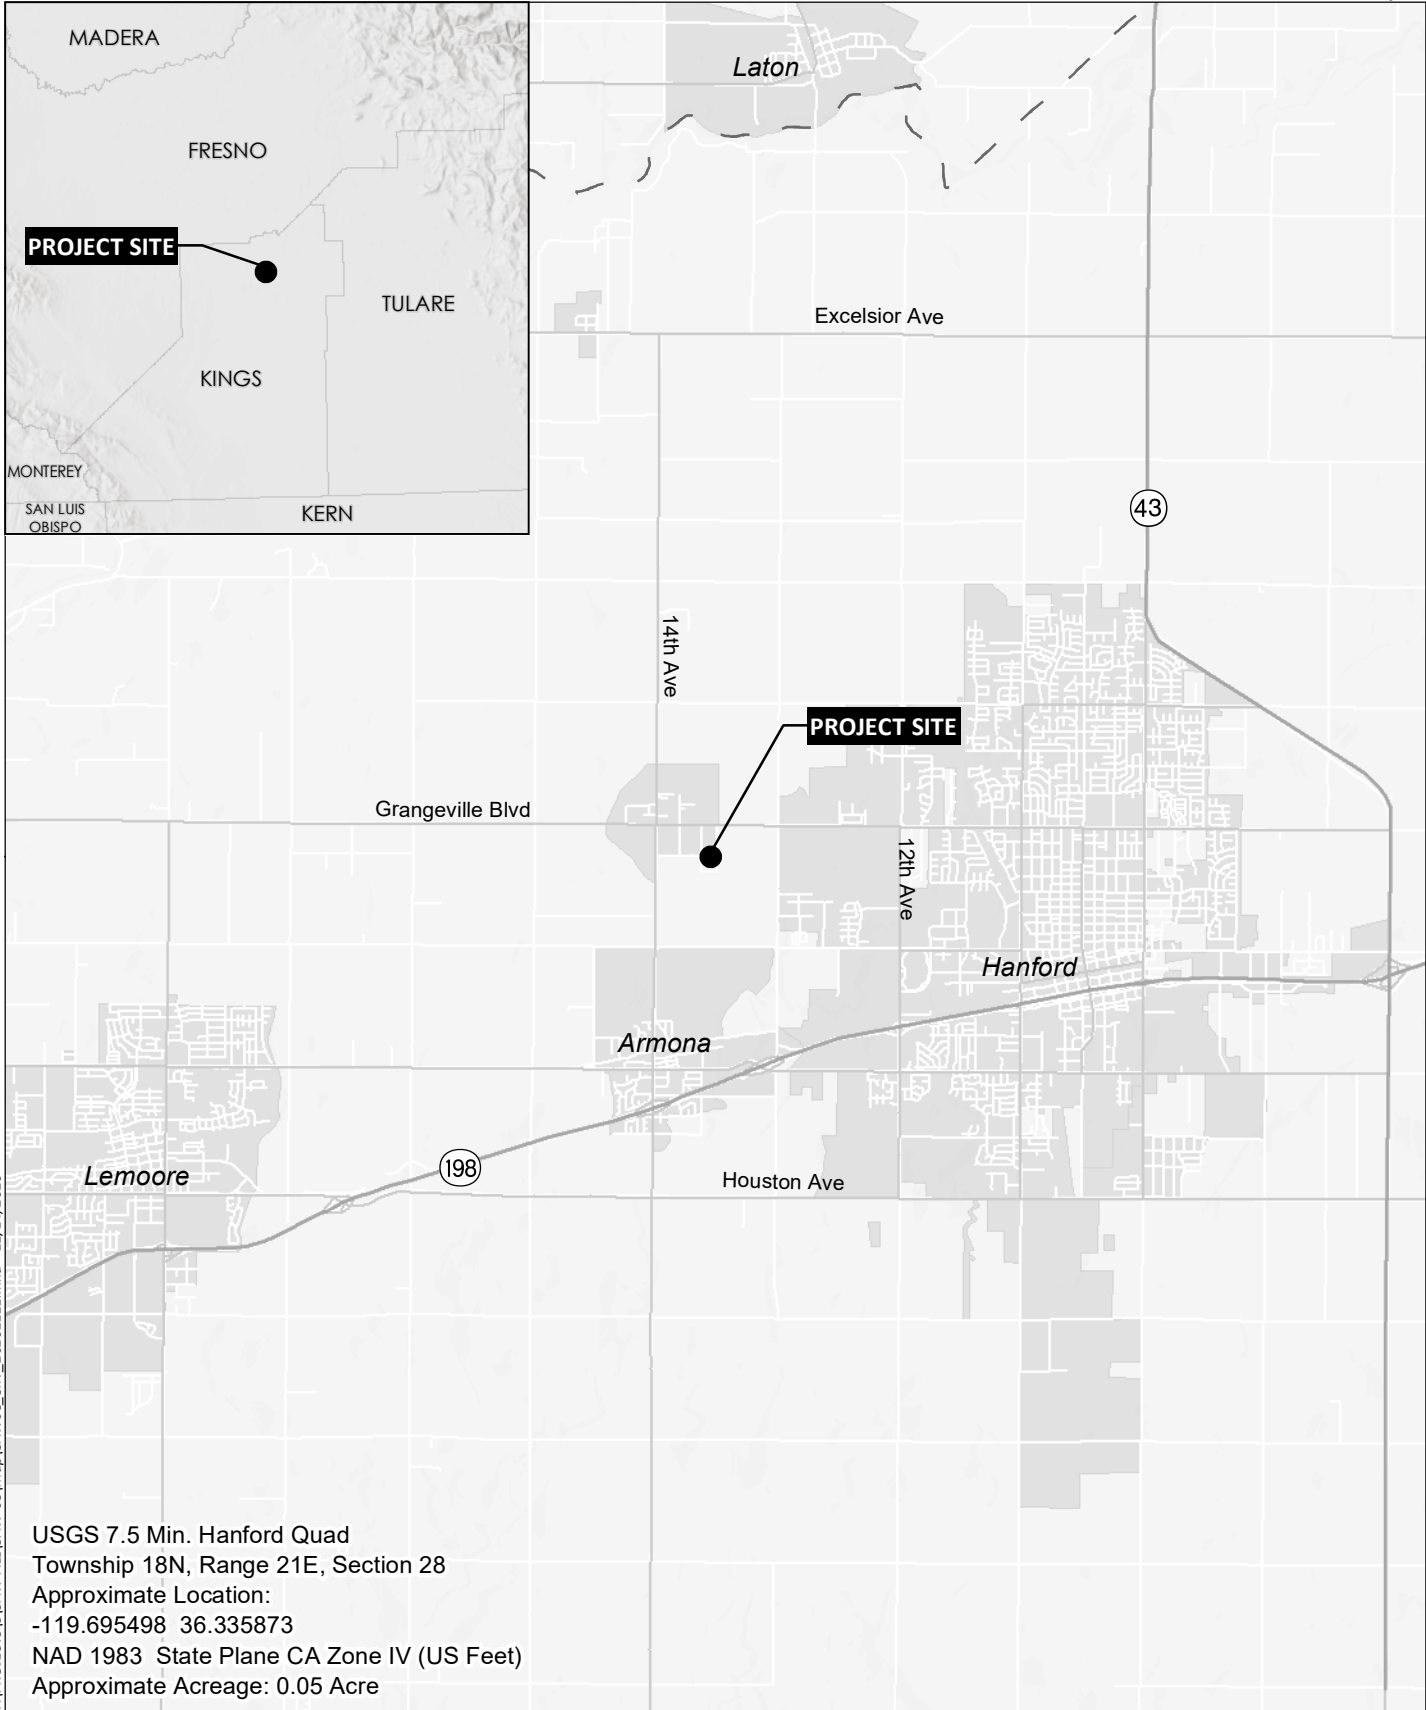 MADERA
FRESNO
PROJECT SITE
TULARE
KINGS
MONTEREY
SAN LUIS
OBISPO
KERN
Laton
Excelsior Ave
43
14th Ave
PROJECT SITE
Grangeville Blvd
12th Ave
Hanford
Armona
198
Lemoore
Houston Ave
USGS 7.5 Min. Hanford Quad
Township 18N, Range 21E, Section 28
Approximate Location:
-119.695498 36.335873
NAD 1983 State Plane CA Zone IV (US Feet)
Approximate Acreage: 0.05 Acre